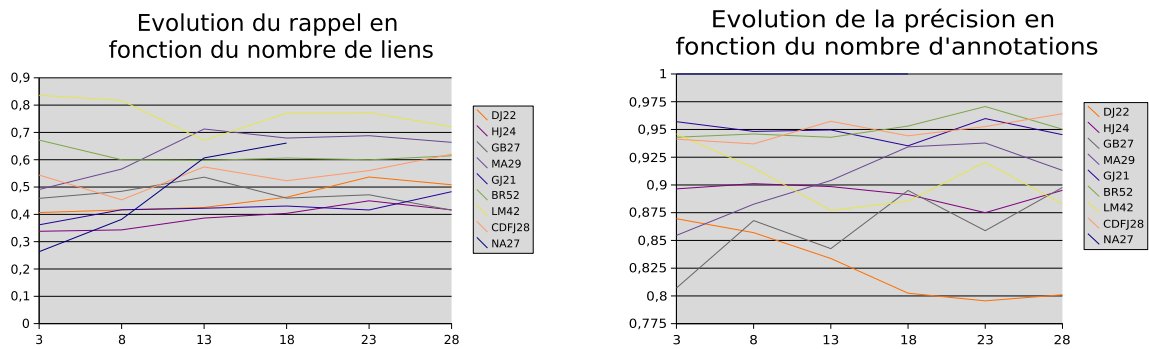 Evolution du rappel en
fonction du nombre de liens
0,9
0,8
0,7
0,6
0,5
0,4
0,3
0,2
0,1
0
3 8 13 18 23 28
DJ22
HJ24
GB27
MA29
GJ21
BR52
LM42
CDFJ28
NA27
Evolution de la précision en
fonction du nombre d'annotations
1
0,975
0,95
0,925
0,9
0,875
0,85
0,825
0,8
0,775
3 8 13 18 23 28
DJ22
HJ24
GB27
MA29
GJ21
BR52
LM42
CDFJ28
NA27